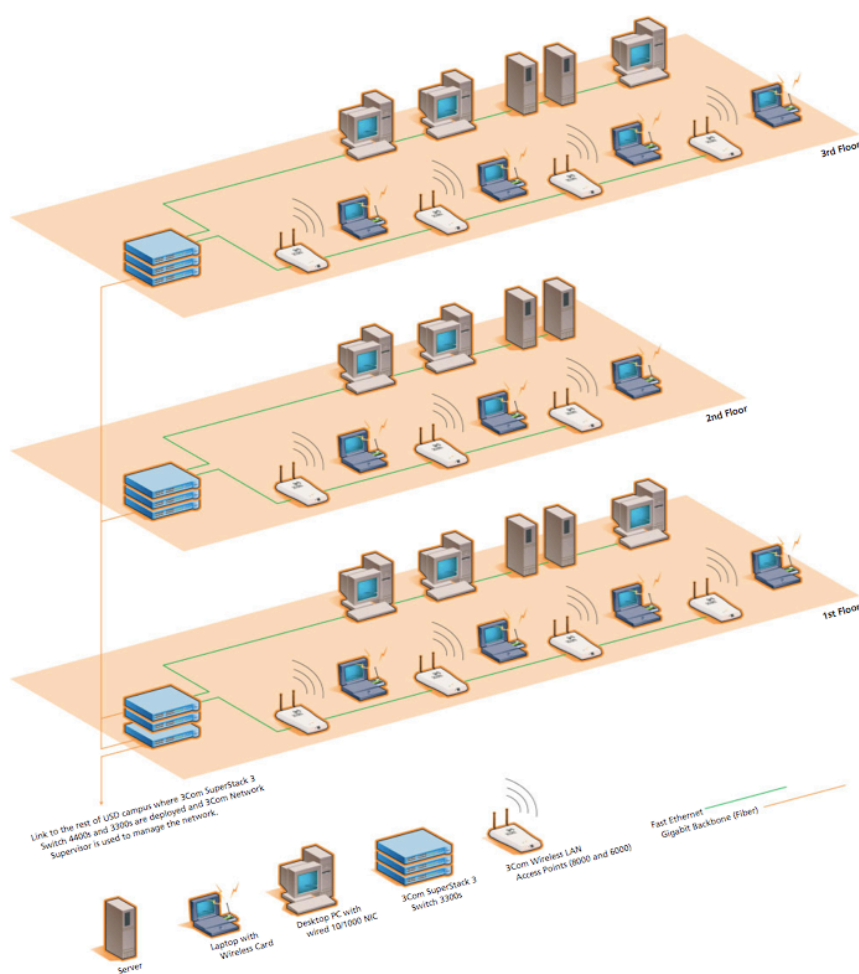 3rd Floor
2nd Floor
1st Floor
Link to the rest of USD campus where 3Com SuperStack 3
Switch 4400s and 3300s are deployed and 3Com Network
Supervisor is used to manage the network.
Fast Ethernet
Gigabit Backbone (Fiber)
3Com Wireless LAN
Access Points (8000 and 6000)
3Com SuperStack 3
Switch 3300s
Desktop PC with
wired 10/1000 NIC
Laptop with
Wireless Card
Server